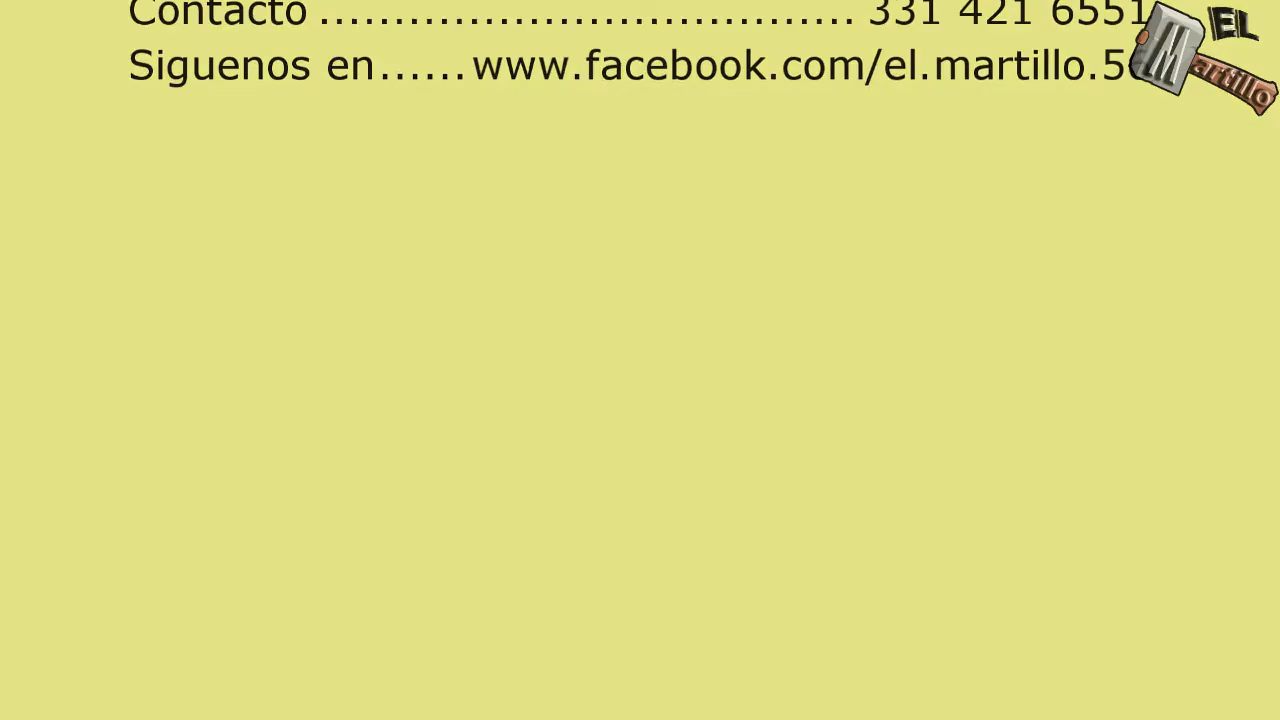 Contacto .................................... 331 421 6551
Siguenos en......www.facebook.com/el.martillo.5
EL
Martillo